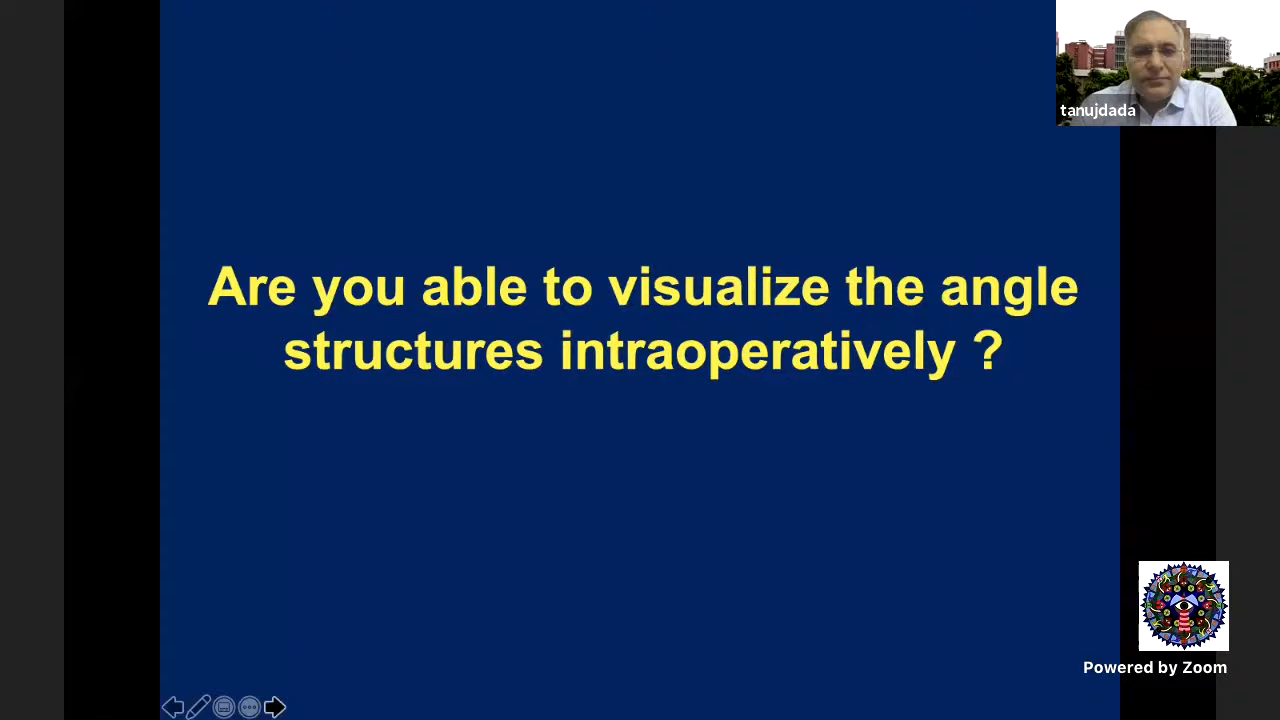 tanujdada
Are you able to visualize the angle
structures intraoperatively ?
Powered by Zoom